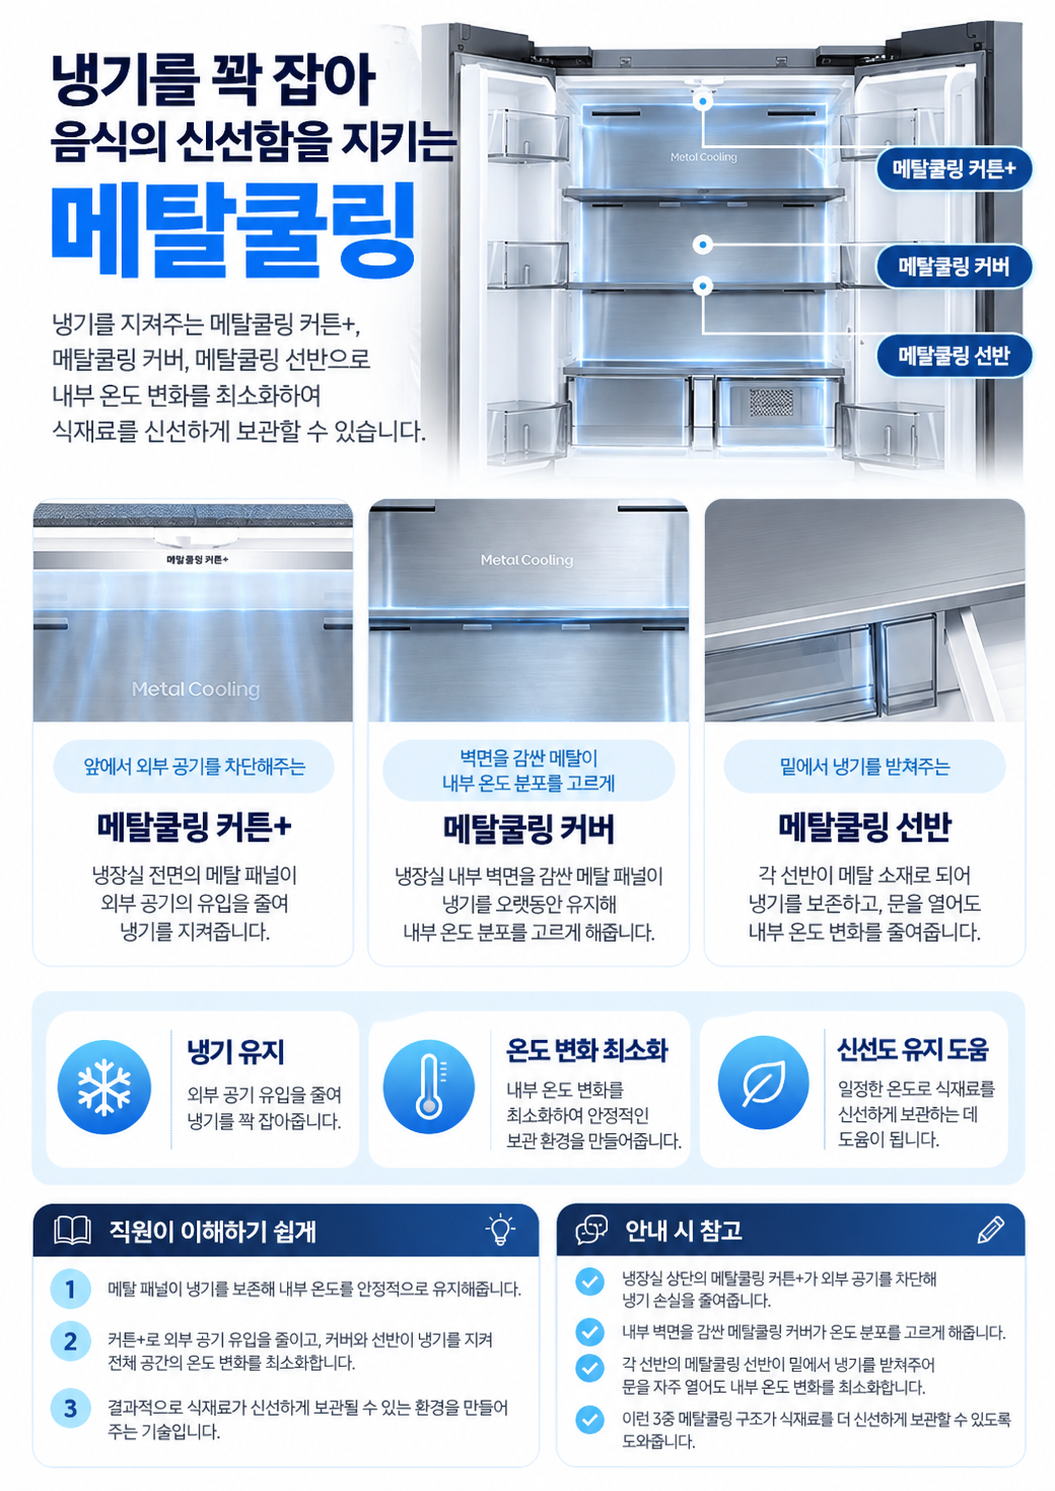 냉기를 꽉 잡아
음식의 신선함을 지키는
메탈쿨링
냉기를 지켜주는 메탈쿨링 커튼+,
메탈쿨링 커버, 메탈쿨링 선반으로
내부 온도 변화를 최소화하여
식재료를 신선하게 보관할 수 있습니다.
Metal Cooling
메탈쿨링 커튼+
메탈쿨링 커버
메탈쿨링 선반
메탈쿨링 커튼+
Metal Cooling
앞에서 외부 공기를 차단해주는
메탈쿨링 커튼+
냉장실 전면의 메탈 패널이
외부 공기의 유입을 줄여
냉기를 지켜줍니다.
Metal Cooling
벽면을 감싼 메탈이
내부 온도 분포를 고르게
메탈쿨링 커버
냉장실 내부 벽면을 감싼 메탈 패널이
냉기를 오랫동안 유지해
내부 온도 분포를 고르게 해줍니다.
밑에서 냉기를 받쳐주는
메탈쿨링 선반
각 선반이 메탈 소재로 되어
냉기를 보존하고, 문을 열어도
내부 온도 변화를 줄여줍니다.
냉기 유지
외부 공기 유입을 줄여
냉기를 꽉 잡아줍니다.
온도 변화 최소화
내부 온도 변화를
최소화하여 안정적인
보관 환경을 만들어줍니다.
신선도 유지 도움
일정한 온도로 식재료를
신선하게 보관하는 데
도움이 됩니다.
직원이 이해하기 쉽게
1 메탈 패널이 냉기를 보존해 내부 온도를 안정적으로 유지해줍니다.
2 커튼+로 외부 공기 유입을 줄이고, 커버와 선반이 냉기를 지켜
전체 공간의 온도 변화를 최소화합니다.
3 결과적으로 식재료가 신선하게 보관될 수 있는 환경을 만들어
주는 기술입니다.
안내 시 참고
냉장실 상단의 메탈쿨링 커튼+가 외부 공기를 차단해
냉기 손실을 줄여줍니다.
내부 벽면을 감싼 메탈쿨링 커버가 온도 분포를 고르게 해줍니다.
각 선반의 메탈쿨링 선반이 밑에서 냉기를 받쳐주어
문을 자주 열어도 내부 온도 변화를 최소화합니다.
이런 3중 메탈쿨링 구조가 식재료를 더 신선하게 보관할 수 있도록
도와줍니다.